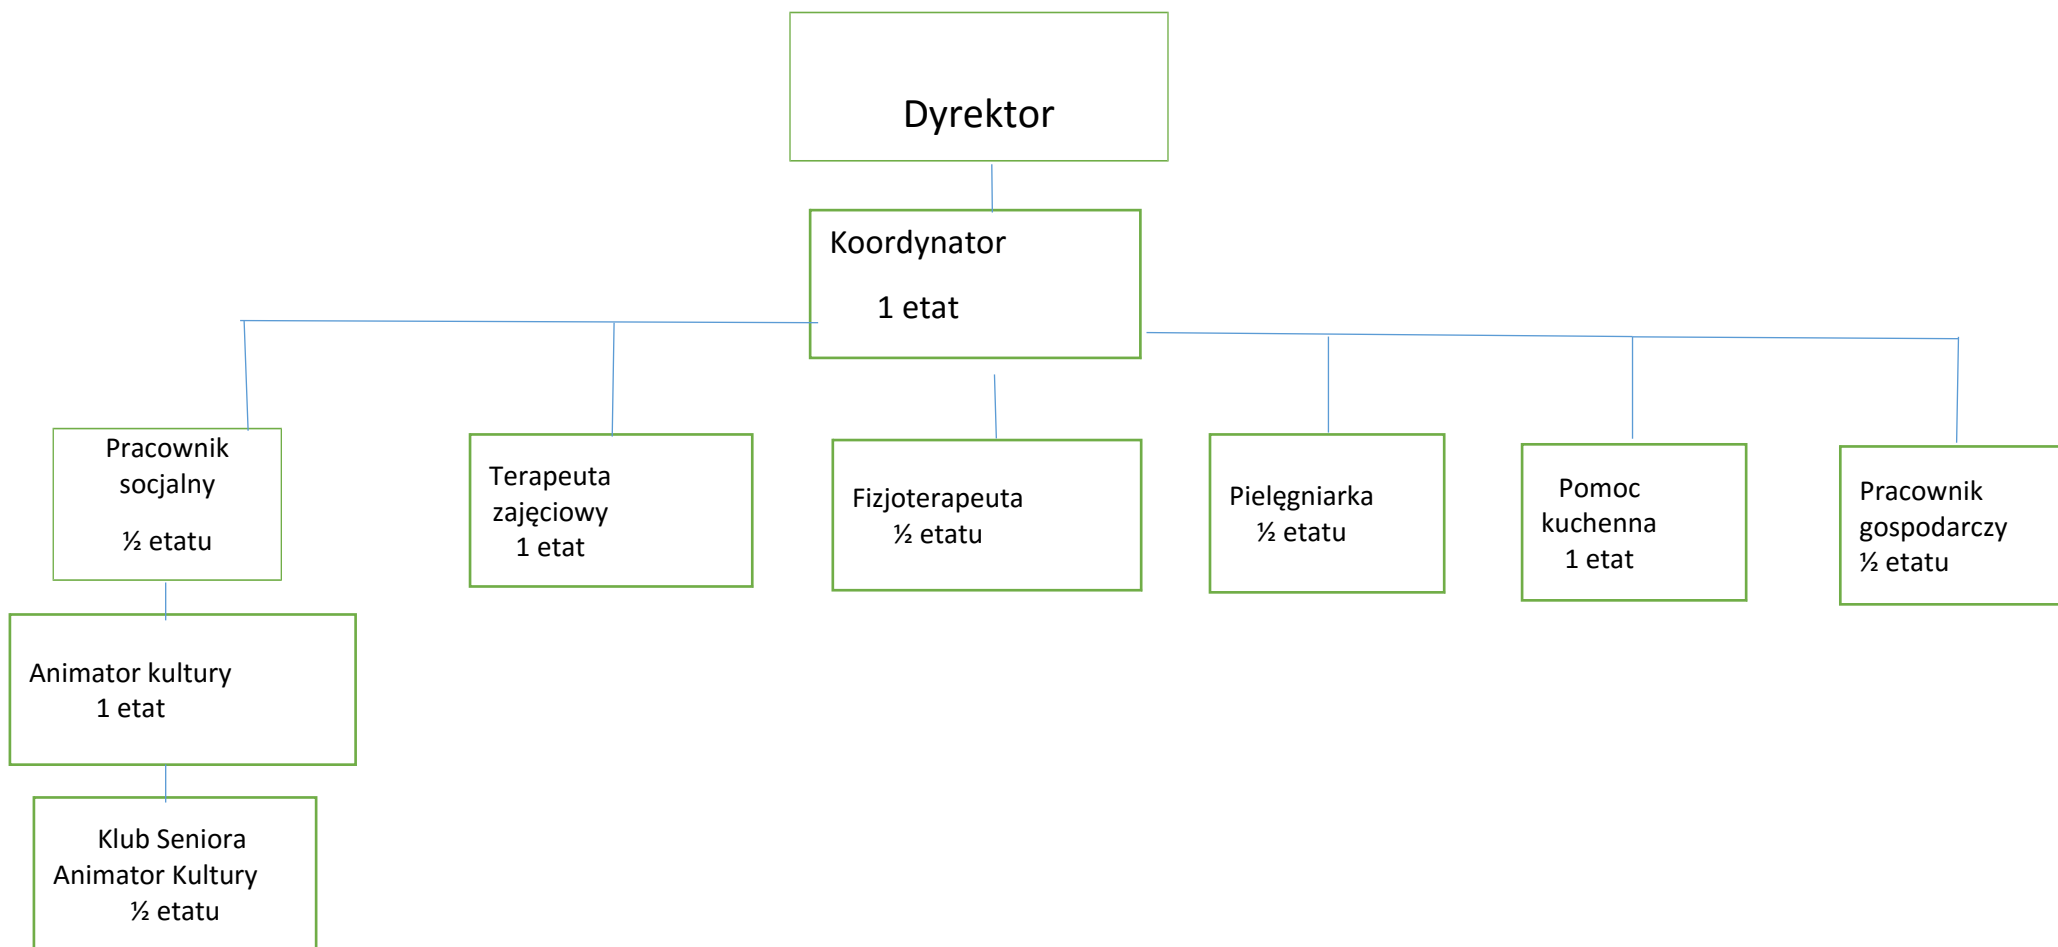 Dyrektor
Koordynator
1 etat
Pracownik
socjalny
½ etatu
Terapeuta
zajęciowy
1 etat
Fizjoterapeuta
½ etatu
Pielęgniarka
½ etatu
Pomoc
kuchenna
1 etat
Pracownik
gospodarczy
½ etatu
Animator kultury
1 etat
Klub Seniora
Animator Kultury
½ etatu